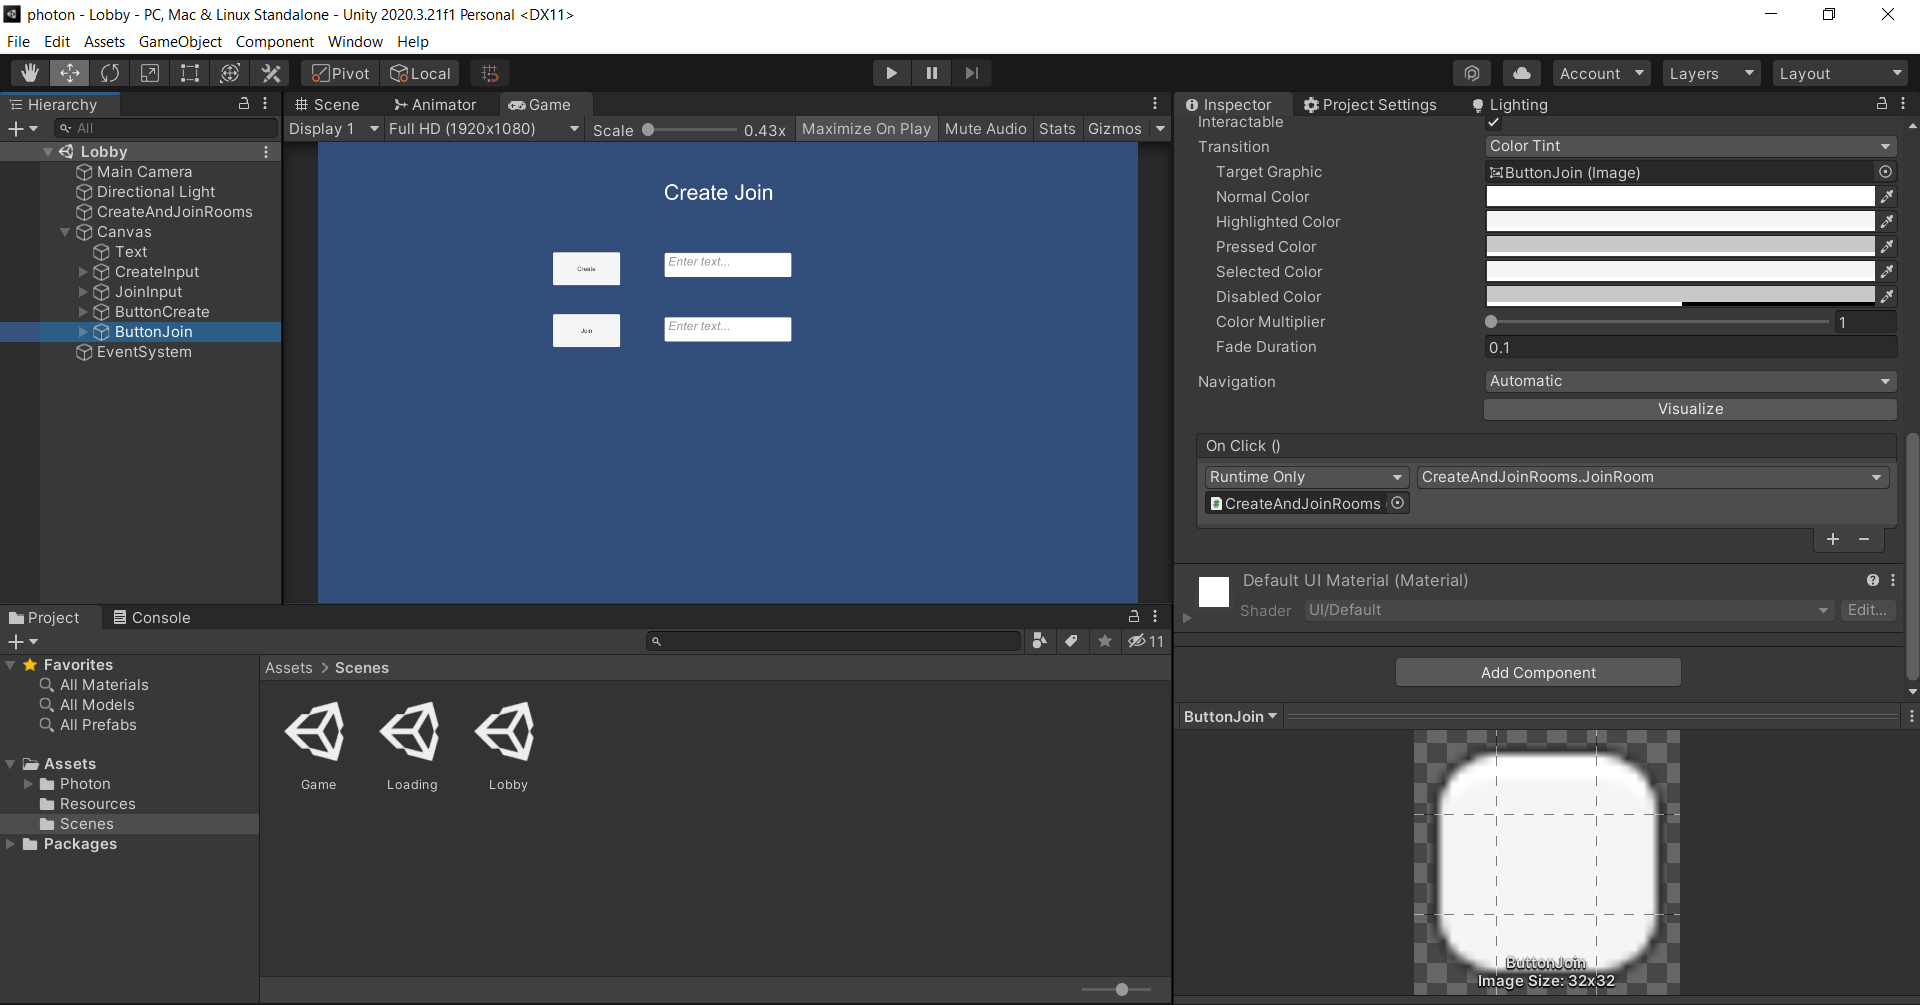 photon - Lobby - PC, Mac & Linux Standalone - Unity 2020.3.21f1 Personal <DX11>
File Edit Assets GameObject Component Window Help
Pivot Local Account Layers Layout
Hierarchy
All
Lobby
Main Camera
Directional Light
CreateAndJoinRooms
Canvas
Text
CreateInput
JoinInput
ButtonCreate
ButtonJoin
EventSystem
Scene Animator Game
Display 1 Full HD (1920x1080) Scale 0.43x Maximize On Play Mute Audio Stats Gizmos
Create Join
Create Enter text...
Join Enter text...
Inspector Project Settings Lighting
Interactable
Transition Color Tint
Target Graphic ButtonJoin (Image)
Normal Color
Highlighted Color
Pressed Color
Selected Color
Disabled Color
Color Multiplier 1
Fade Duration 0.1
Navigation Automatic
Visualize
On Click ()
Runtime Only CreateAndJoinRooms.JoinRoom
CreateAndJoinRooms
Default UI Material (Material)
Shader UI/Default Edit...
Add Component
ButtonJoin
ButtonJoin
Image Size: 32x32
Project Console
11
Favorites
All Materials
All Models
All Prefabs
Assets
Photon
Resources
Scenes
Packages
Assets > Scenes
Game Loading Lobby